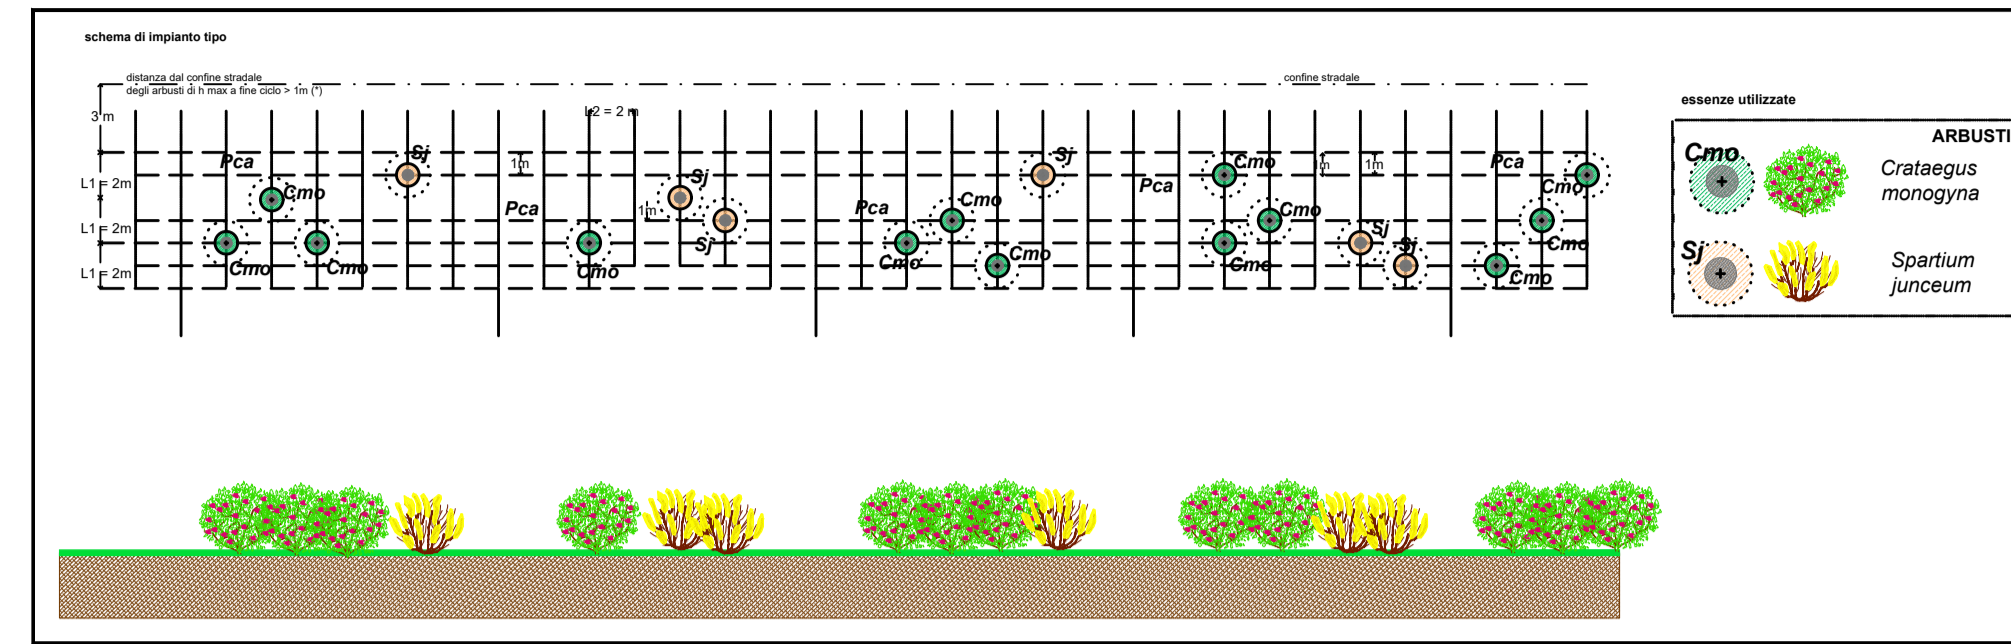 schema di impianto tipo
distanza dal confine stradale
degli arbusti di h max a fine ciclo > 1m (*)
confine stradale
3 m
L2 = 2 m
L1 = 2m
L1 = 2m
L1 = 2m
Pca
Cmo
Cmo
Cmo
Sj
1m
Pca
Cmo
1m
Sj
Sj
Pca
Cmo
Cmo
Cmo
Sj
Pca
Cmo
Cmo
Cmo
1m
1m
Sj
Sj
Pca
Cmo
Cmo
Cmo
essenze utilizzate
ARBUSTI
Cmo
Crataegus
monogyna
Sj
Spartium
junceum